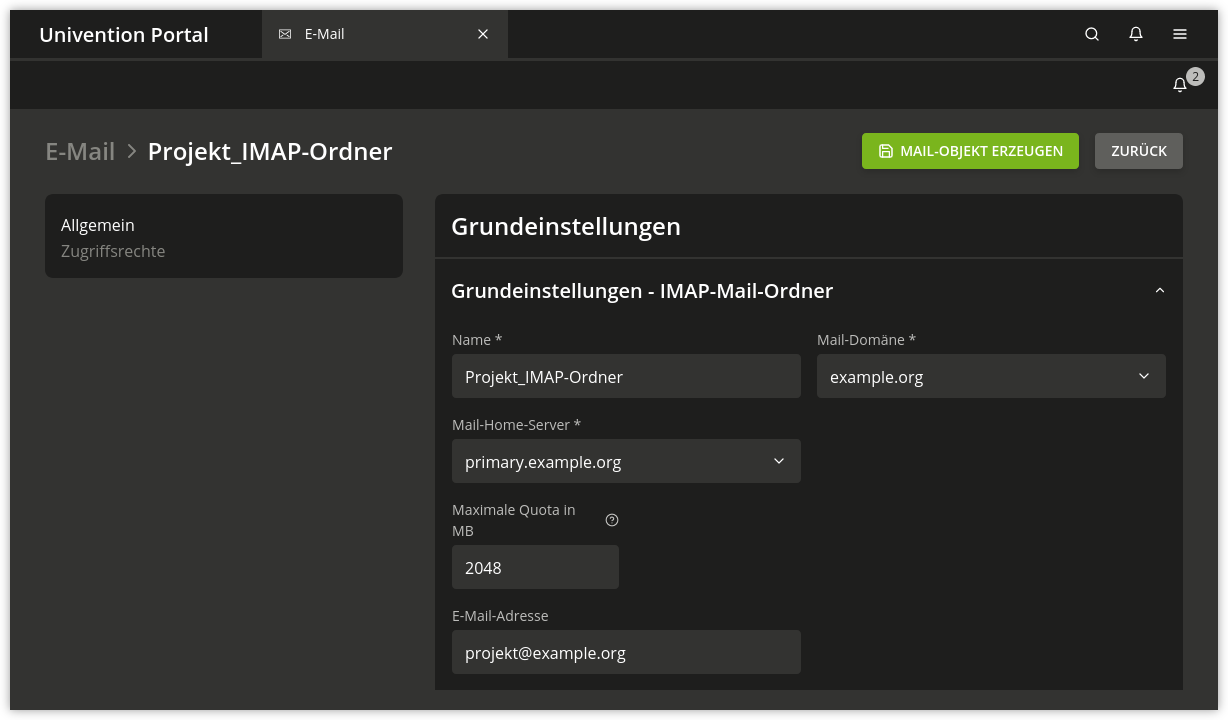 Univention Portal
E-Mail
2
E-Mail Projekt_IMAP-Ordner
MAIL-OBJEKT ERZEUGEN
ZURÜCK
Allgemein
Zugriffsrechte
Grundeinstellungen
Grundeinstellungen - IMAP-Mail-Ordner
Name *
Mail-Domäne *
Projekt_IMAP-Ordner
example.org
Mail-Home-Server *
primary.example.org
Maximale Quota in
MB
2048
E-Mail-Adresse
projekt@example.org